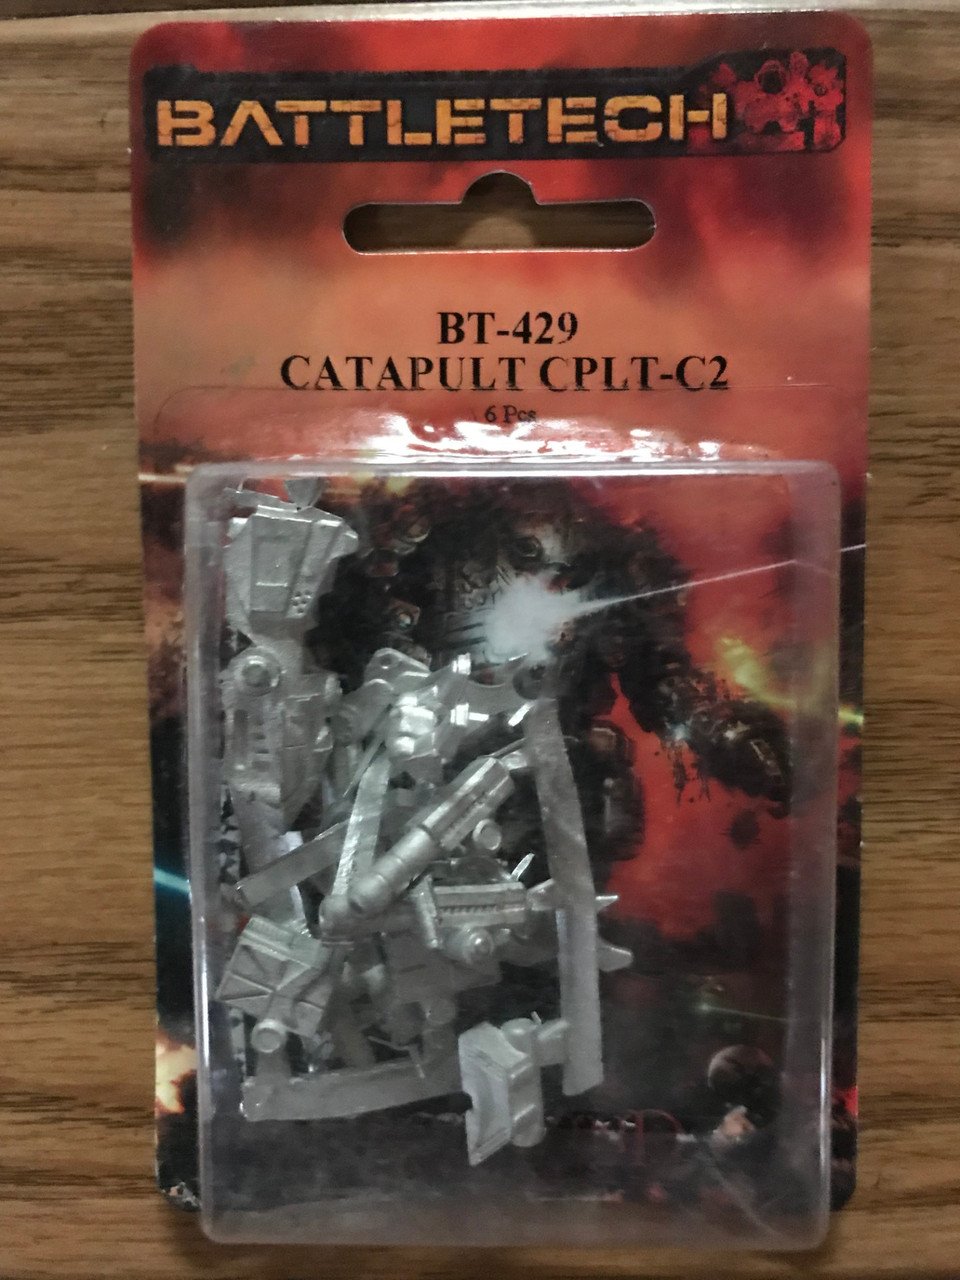 BATTLETECH
BT-429
CATAPULT CPLT-C2
6 Pcs